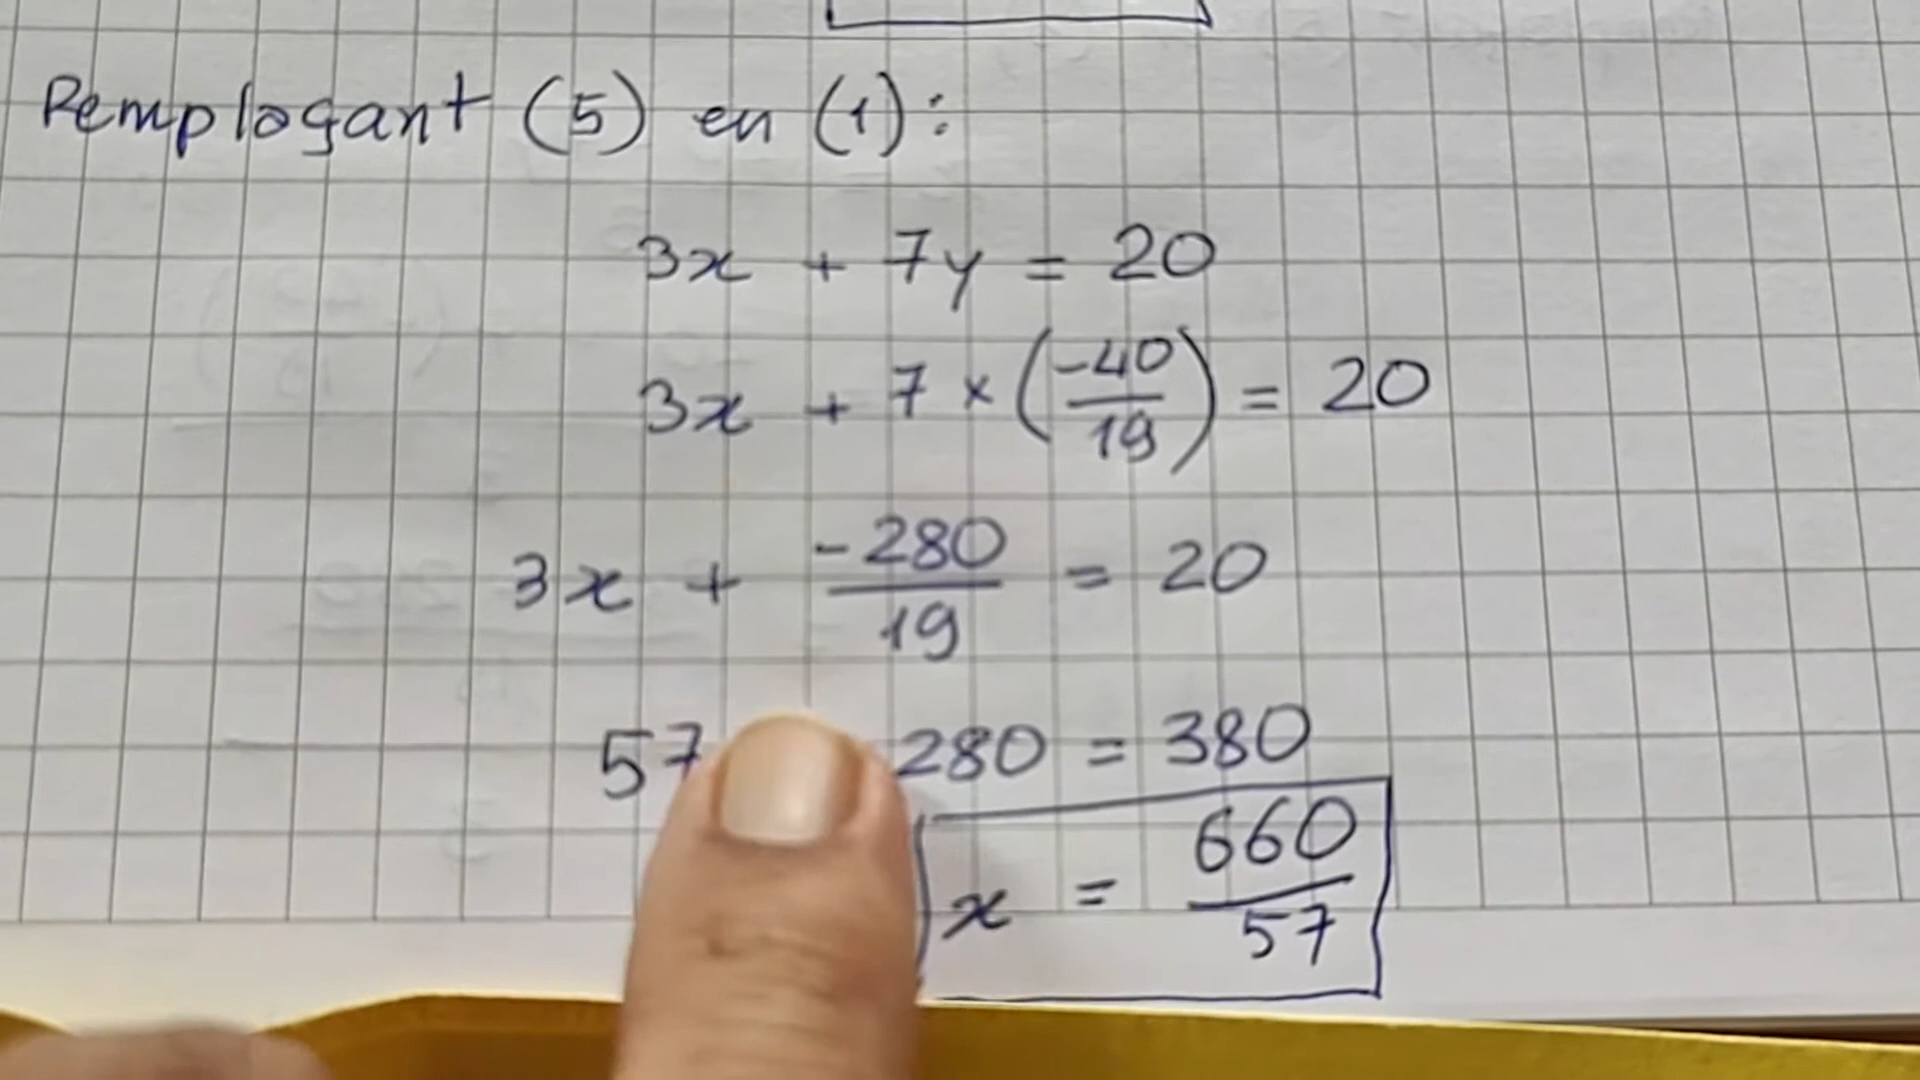 Remplaçant (5) en (1):
3x + 7y = 20
3x + 7 × (-40/19) = 20
3x + -280/19 = 20
57 280 = 380
x = 660/57